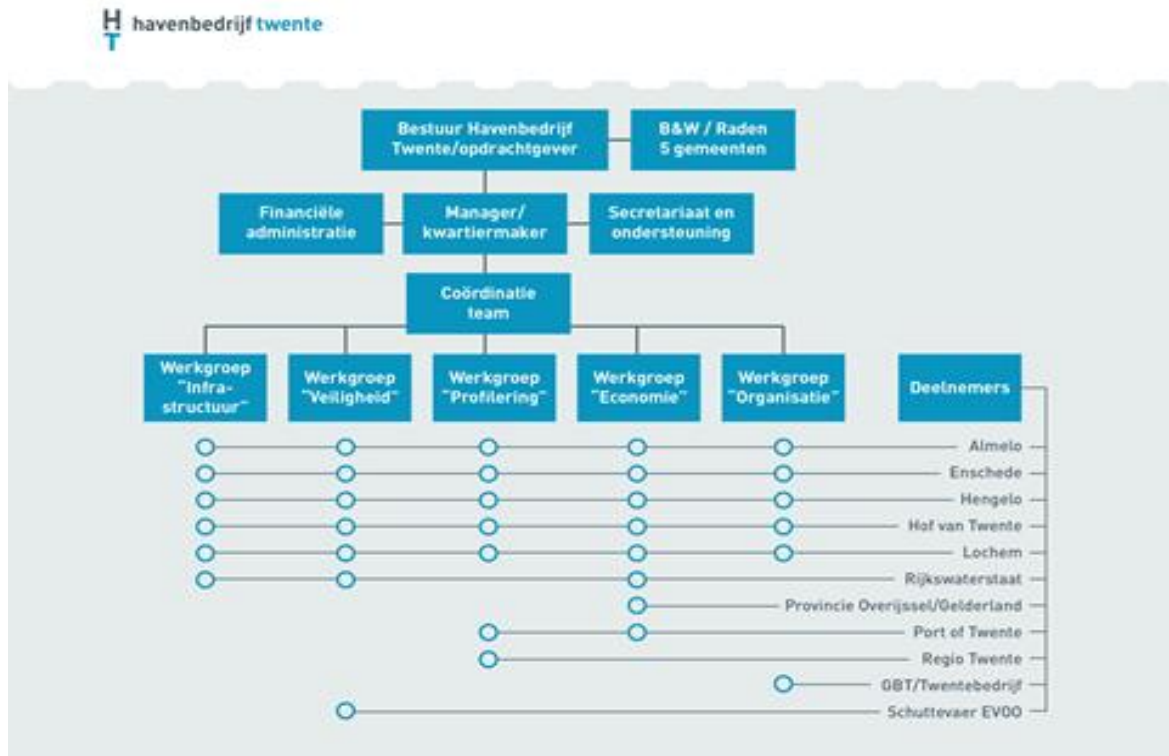 HT havenbedrijf twente
Bestuur Havenbedrijf
Twente/opdrachtgever
B&W / Raden
5 gemeenten
Financiële
administratie
Manager/
kwartiermaker
Secretariaat en
ondersteuning
Coördinatie
team
Werkgroep
"Infra-
structuur"
Werkgroep
"Veiligheid"
Werkgroep
"Profilering"
Werkgroep
"Economie"
Werkgroep
"Organisatie"
Deelnemers
Almelo
Enschede
Hengelo
Hof van Twente
Lochem
Rijkswaterstaat
Provincie Overijssel/Gelderland
Port of Twente
Regio Twente
GBT/Twentebedrijf
Schuttevaer EVOO